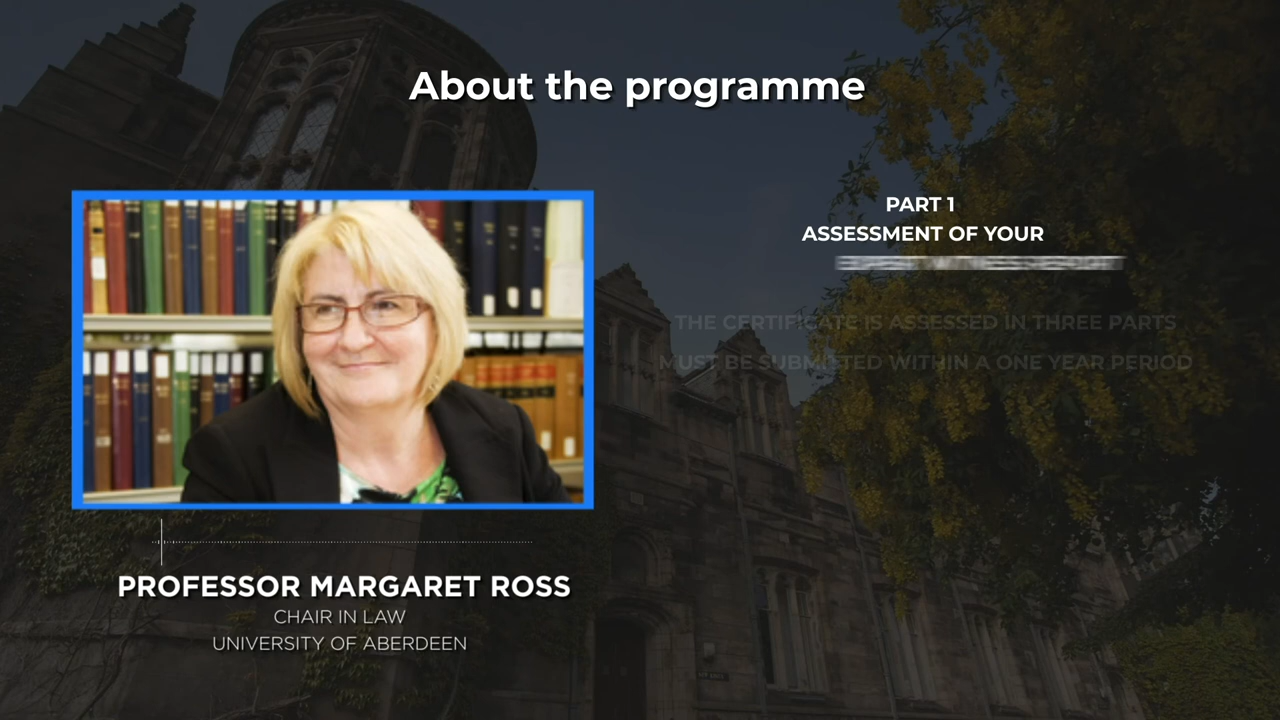 About the programme
PART 1
ASSESSMENT OF YOUR
THE CERTIFICATE IS ASSESSED IN THREE PARTS
MUST BE SUBMITTED WITHIN A ONE YEAR PERIOD
PROFESSOR MARGARET ROSS
CHAIR IN LAW
UNIVERSITY OF ABERDEEN